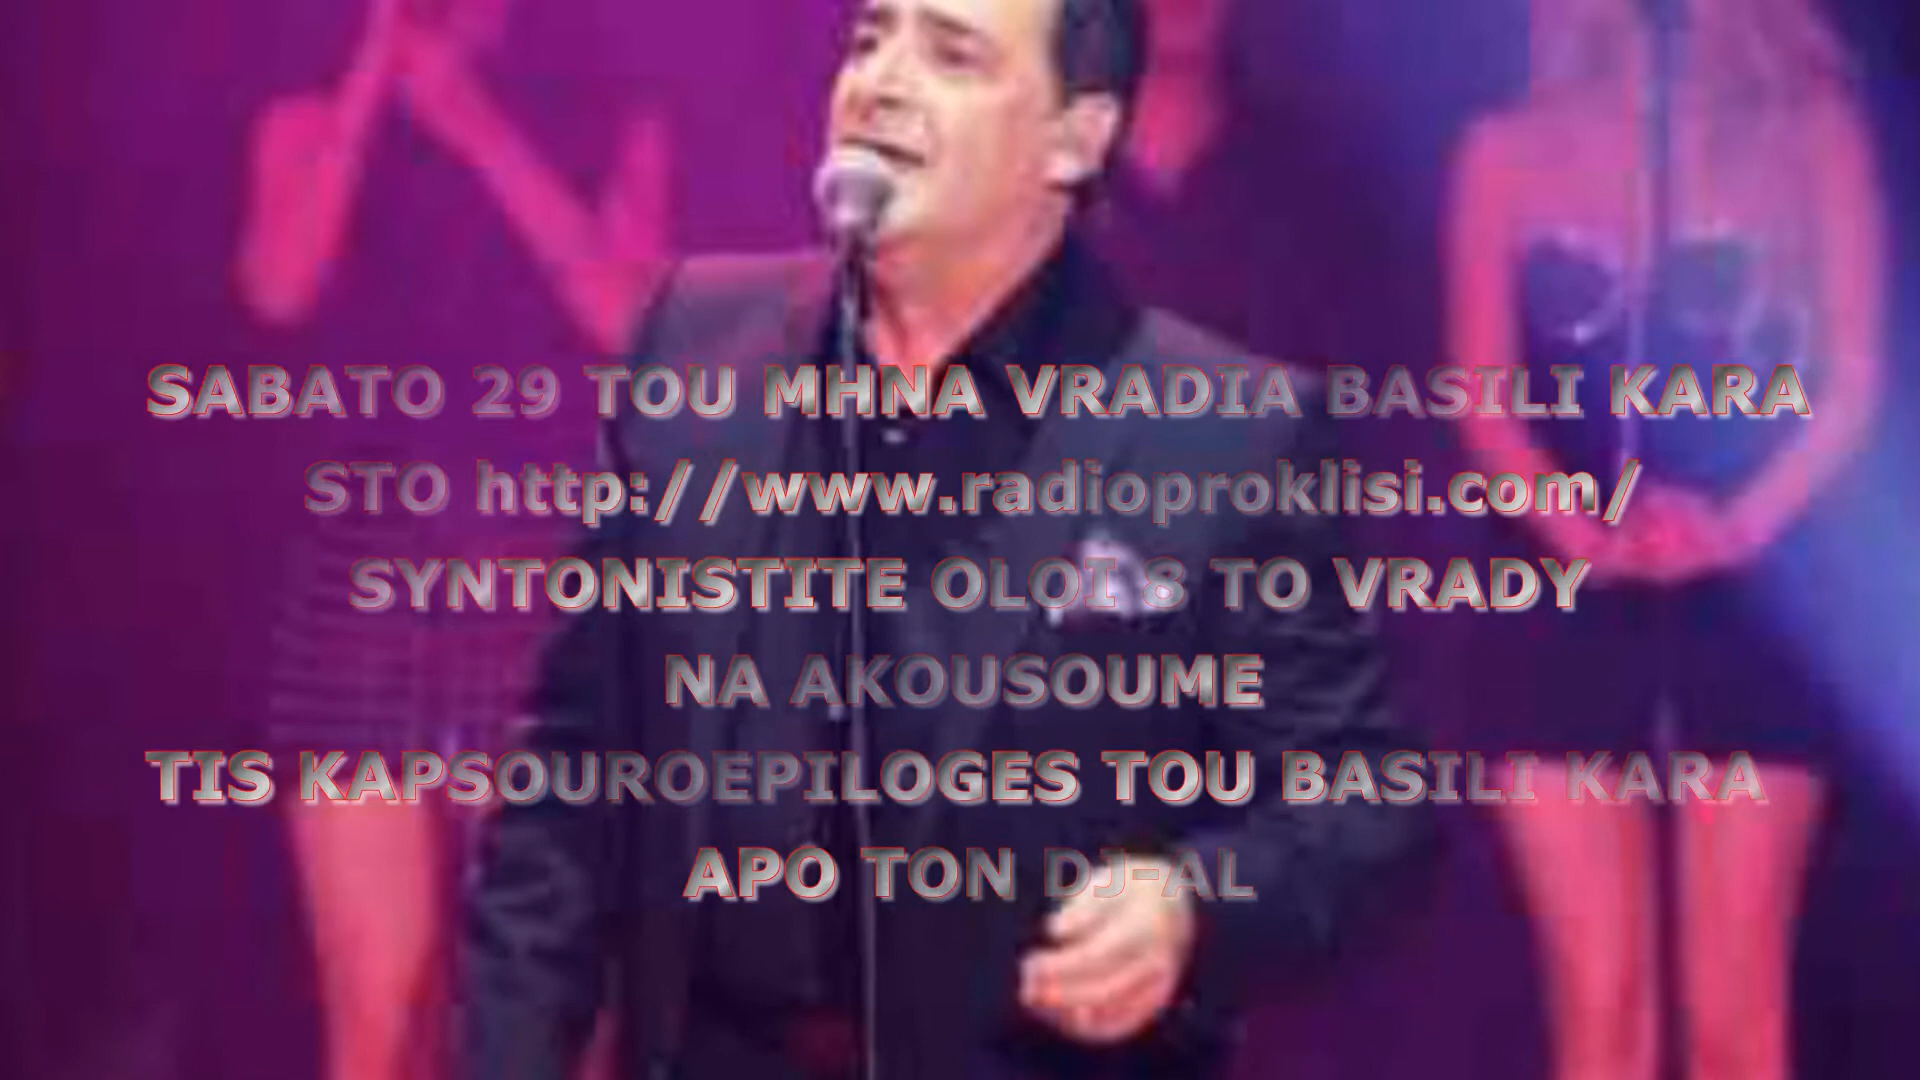 SABATO 29 TOU MHNA VRADIA BASILI KARA
STO http://www.radioproklisi.com/
SYNTONISTITE OLOI 8 TO VRADY
NA AKOUSOUME
TIS KAPSOUROEPILOGES TOU BASILI KARA
APO TON DJ-AL